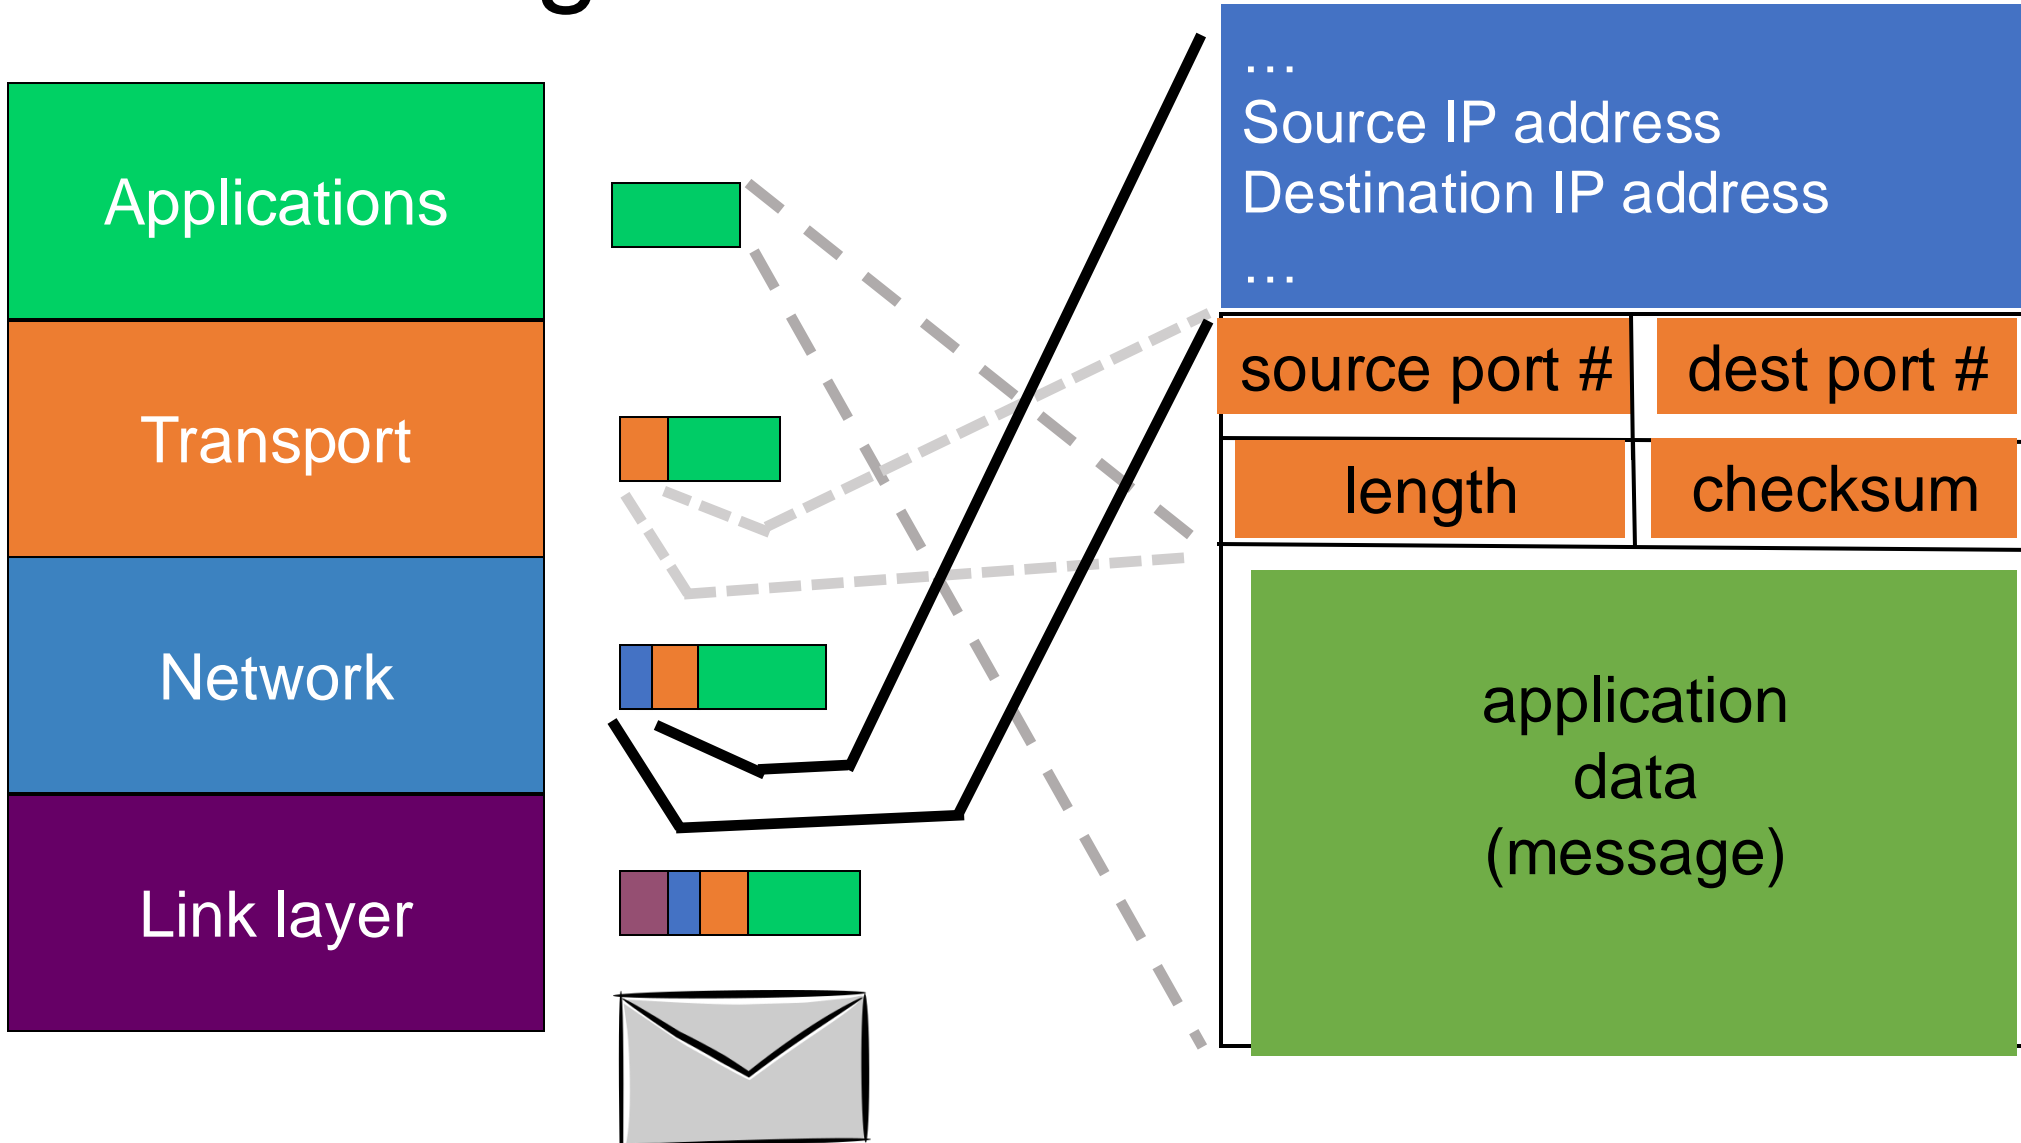 Applications
Transport
Network
Link layer
…
Source IP address
Destination IP address
…
source port #
dest port #
length
checksum
application
data
(message)